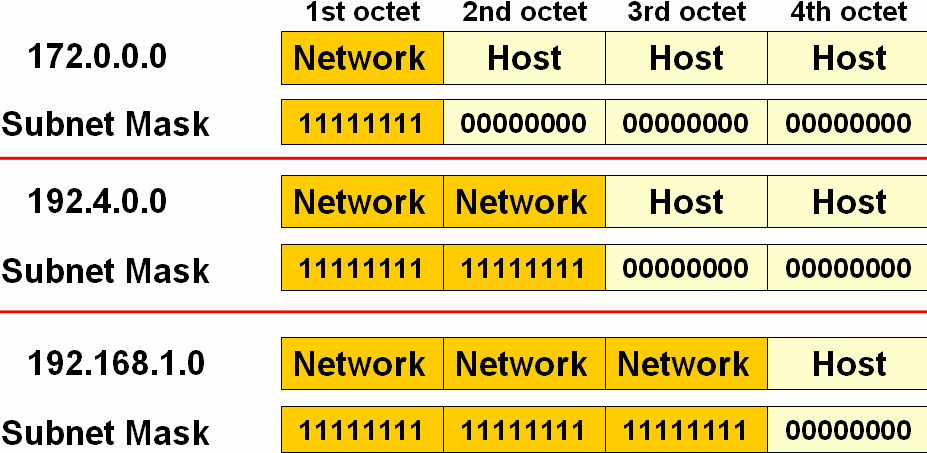 1st octet 2nd octet 3rd octet 4th octet
172.0.0.0 Network Host Host Host
Subnet Mask 11111111 00000000 00000000 00000000
192.4.0.0 Network Network Host Host
Subnet Mask 11111111 11111111 00000000 00000000
192.168.1.0 Network Network Network Host
Subnet Mask 11111111 11111111 11111111 00000000